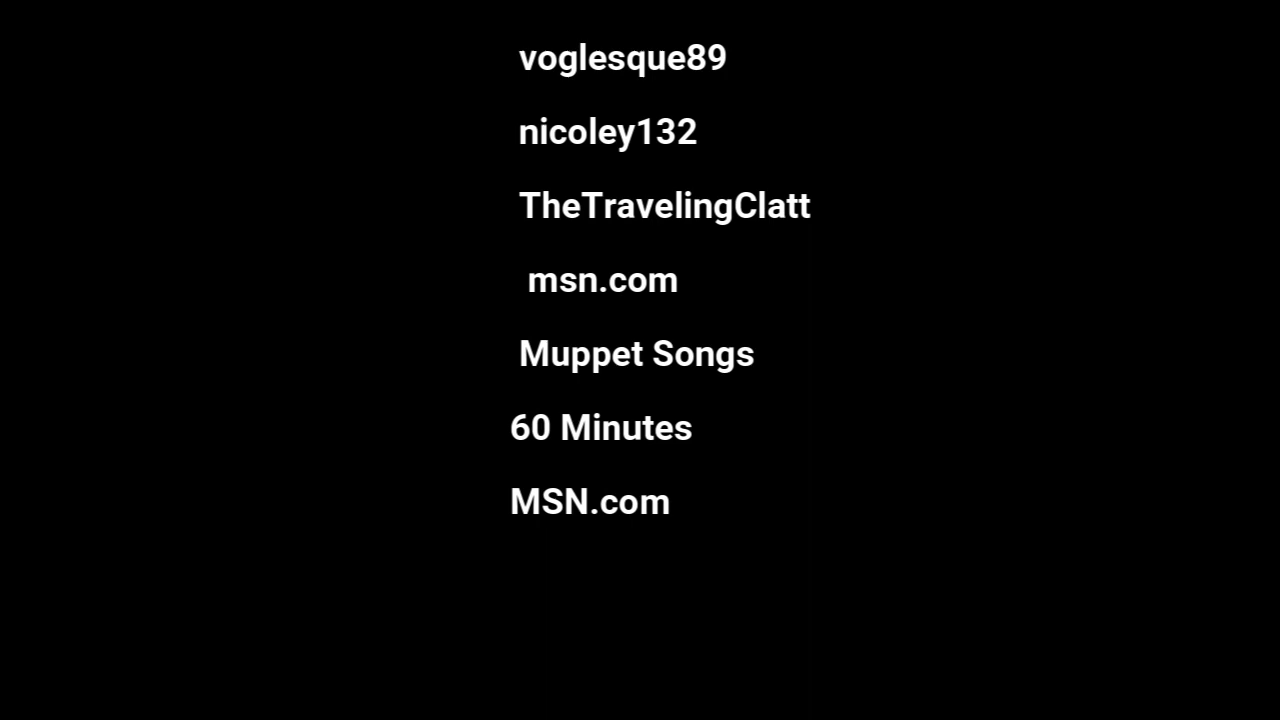 voglesque89
nicoley132
TheTravelingClatt
msn.com
Muppet Songs
60 Minutes
MSN.com